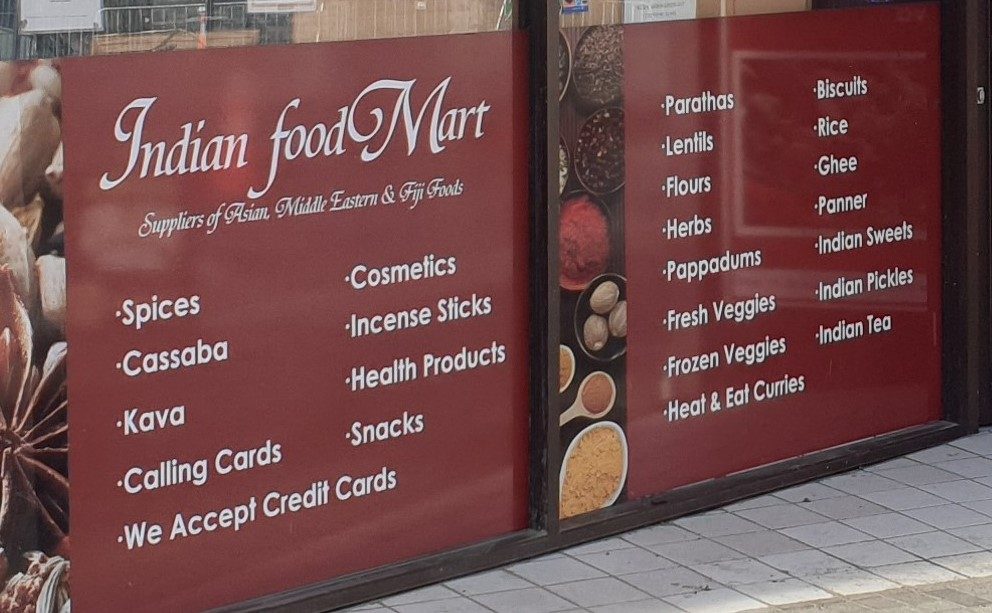 Indian food Mart
Suppliers of Asian, Middle Eastern & Fiji Foods
·Spices
·Cassaba
·Kava
·Calling Cards
·We Accept Credit Cards
·Cosmetics
·Incense Sticks
·Health Products
·Snacks
·Parathas
·Lentils
·Flours
·Herbs
·Pappadums
·Fresh Veggies
·Frozen Veggies
·Heat & Eat Curries
·Biscuits
·Rice
·Ghee
·Panner
·Indian Sweets
·Indian Pickles
·Indian Tea